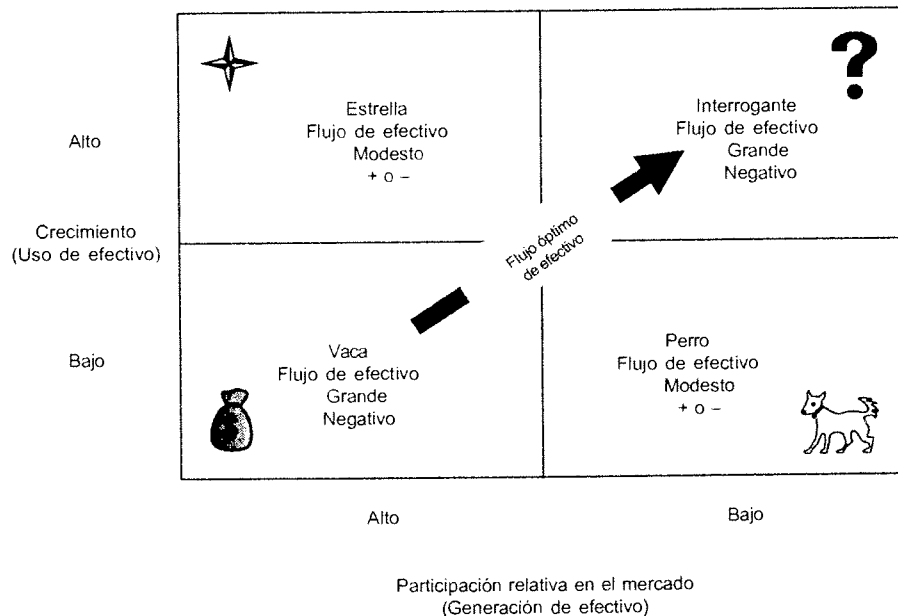 ?
Estrella
Flujo de efectivo
Modesto
+ o –
Interrogante
Flujo de efectivo
Grande
Negativo
Alto
Crecimiento
(Uso de efectivo)
Flujo óptimo
de efectivo
Bajo
Vaca
Flujo de efectivo
Grande
Negativo
Perro
Flujo de efectivo
Modesto
+ o –
Alto
Bajo
Participación relativa en el mercado
(Generación de efectivo)